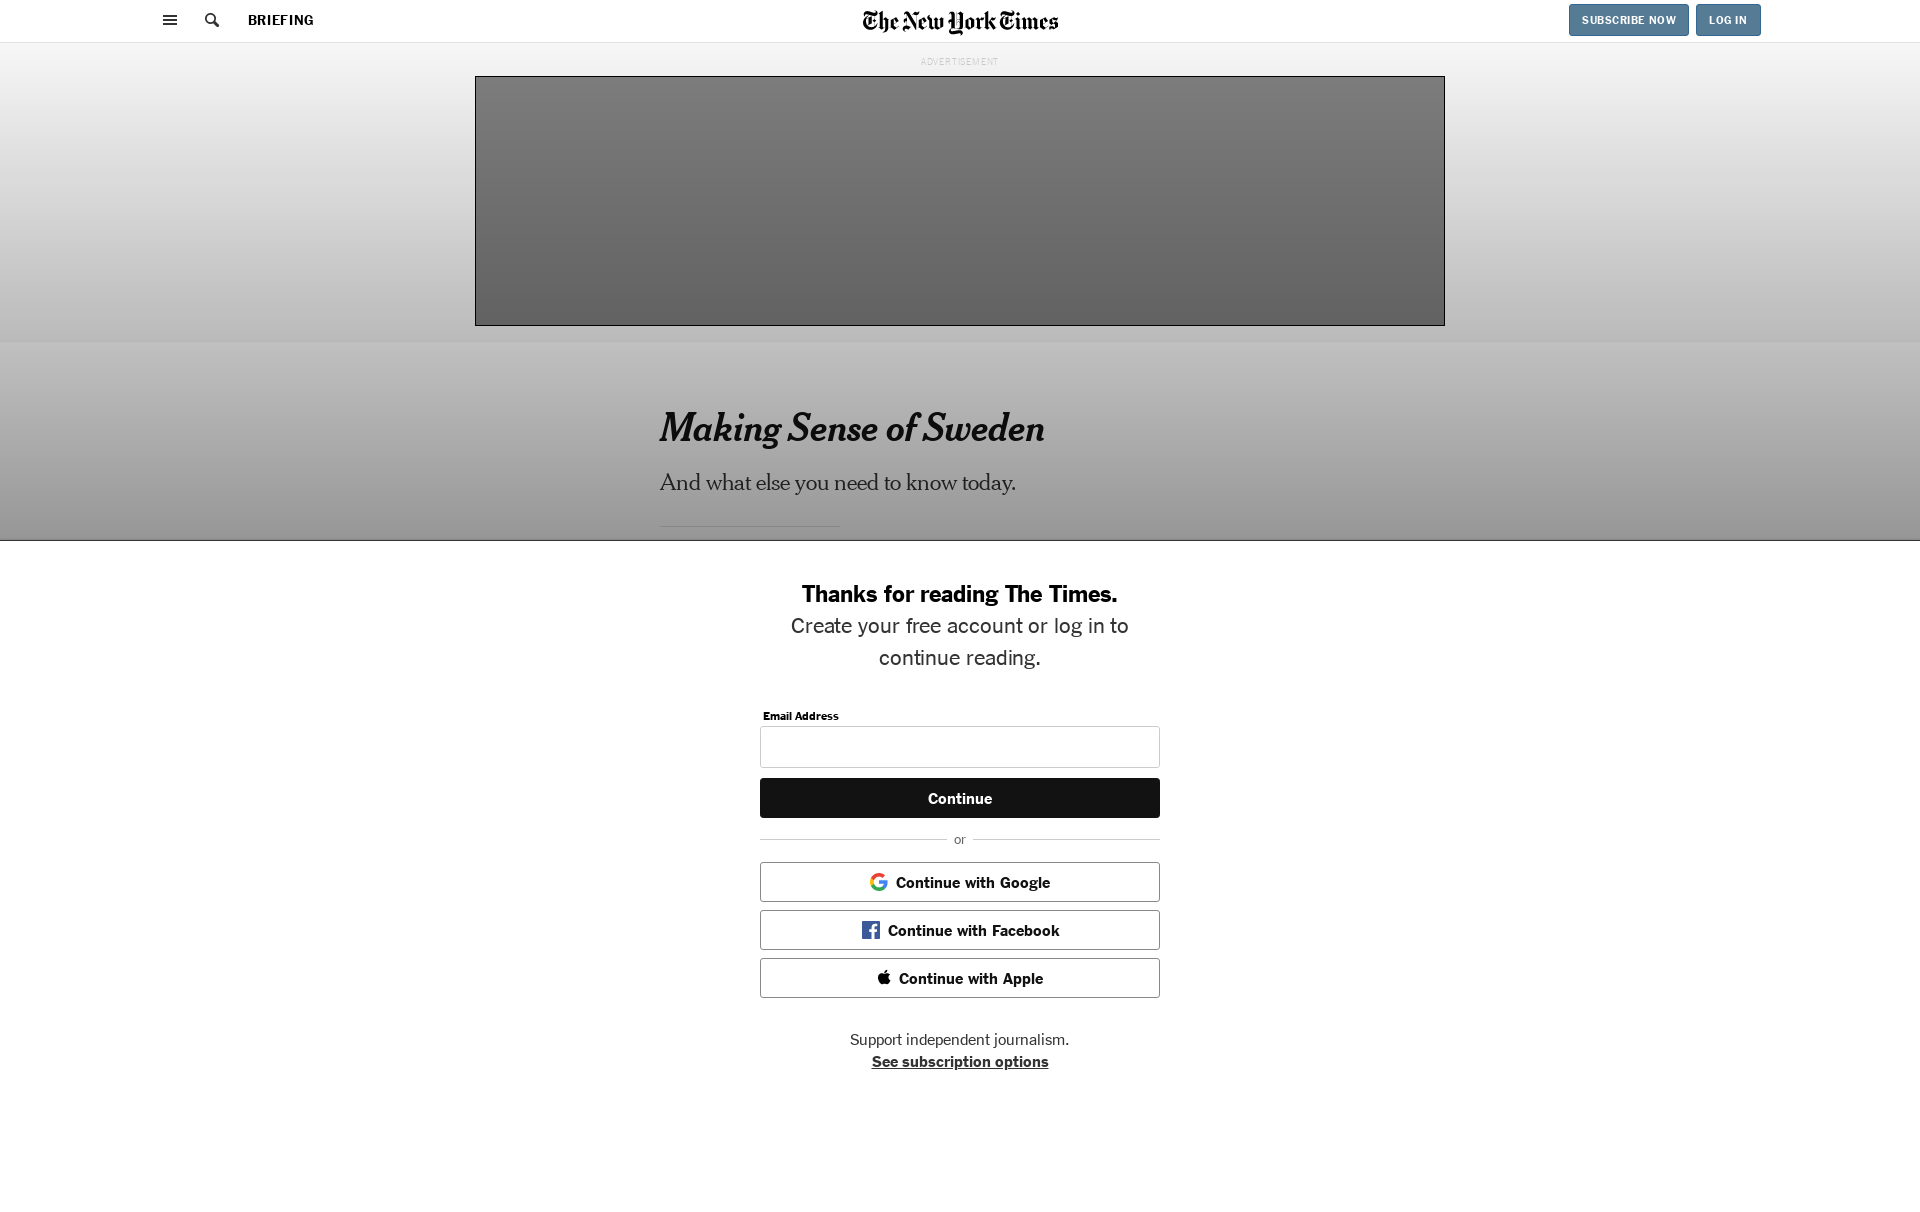 BRIEFING
The New York Times
SUBSCRIBE NOW
LOG IN
ADVERTISEMENT
Making Sense of Sweden
And what else you need to know today.
Thanks for reading The Times.
Create your free account or log in to
continue reading.
Email Address
Continue
or
Continue with Google
Continue with Facebook
Continue with Apple
Support independent journalism.
See subscription options